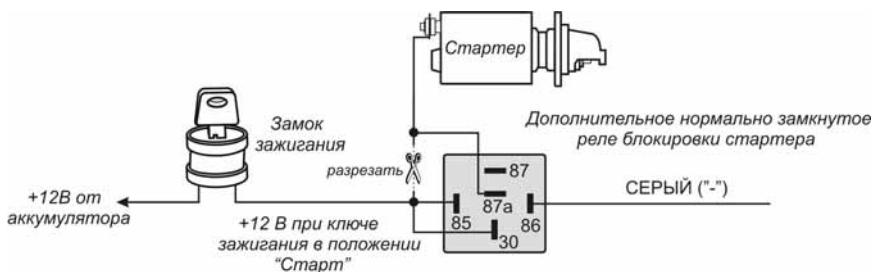 Стартер
Замок
зажигания
Дополнительное нормально замкнутое
реле блокировки стартера
разрезать
87
87a
85
86
30
СЕРЫЙ ("-")
+12В от
аккумулятора
+12 В при ключе
зажигания в положении
"Старт"